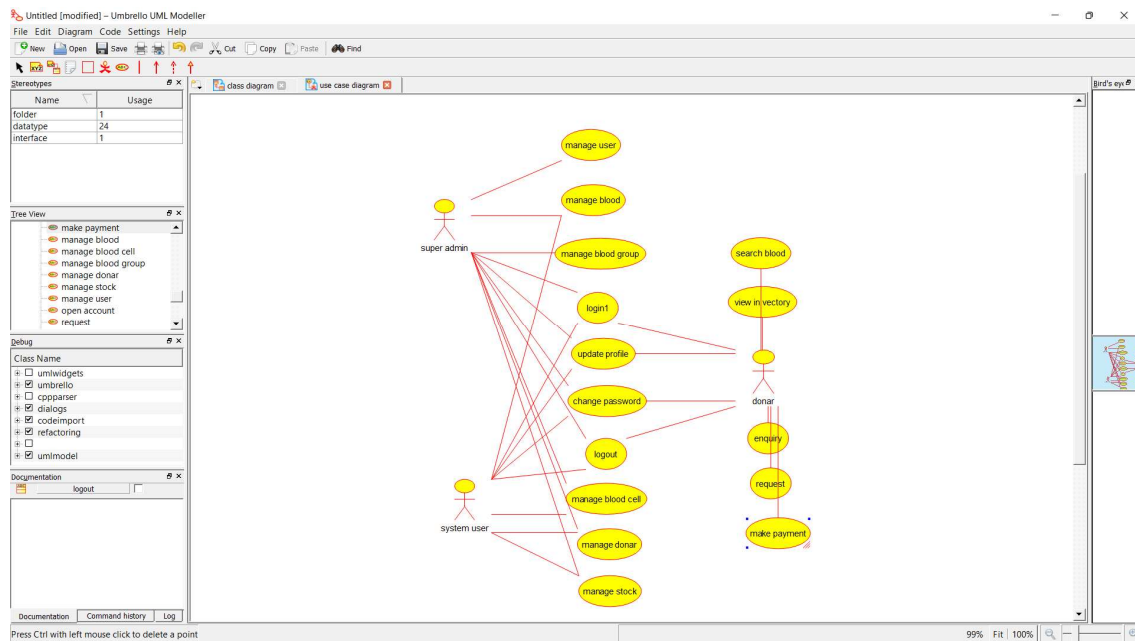 Untitled [modified] – Umbrello UML Modeller
File Edit Diagram Code Settings Help
New Open Save Cut Copy Paste Find
XYZ ABC
Stereotypes
Name Usage
folder 1
datatype 24
interface 1
Tree View
make payment
manage blood
manage blood cell
manage blood group
manage donar
manage stock
manage user
open account
request
Debug
Class Name
umlwidgets
umbrello
cppparser
dialogs
codeimport
refactoring
umlmodel
Documentation
logout
Documentation Command history Log
Press Ctrl with left mouse click to delete a point
class diagram use case diagram
manage user
manage blood
super admin
manage blood group
search blood
view in vectory
login1
update profile
change password
donar
enquiry
logout
request
manage blood cell
system user
make payment
manage donar
manage stock
Bird's eye
99% Fit 100%